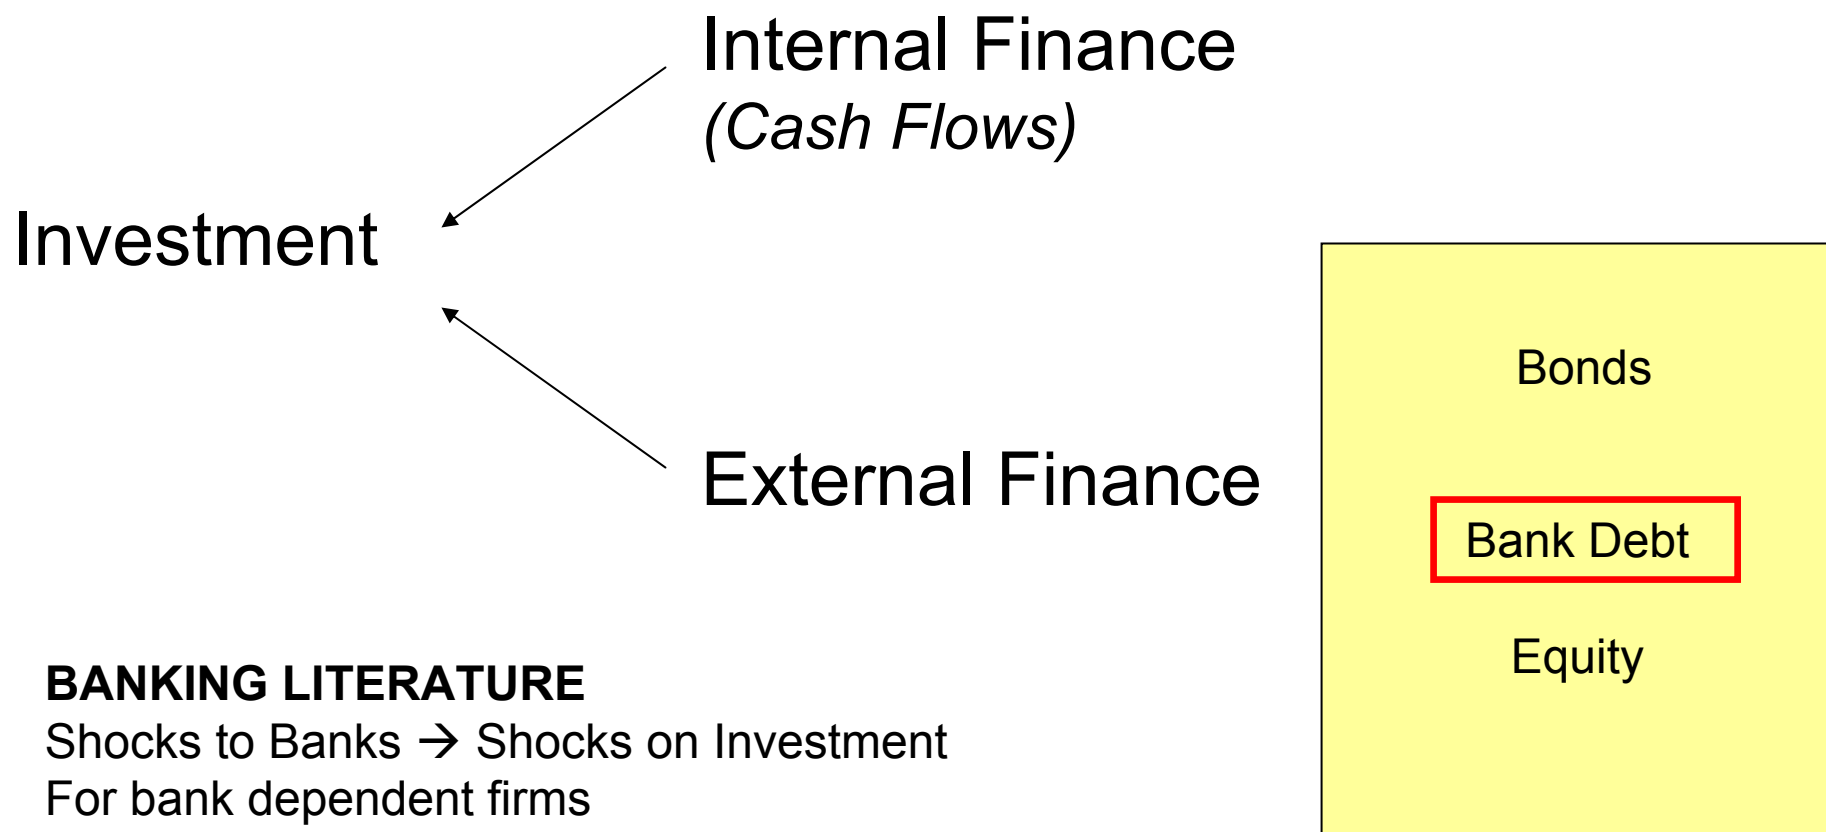 Internal Finance
(Cash Flows)
Investment
External Finance
Bonds
Bank Debt
Equity
BANKING LITERATURE
Shocks to Banks → Shocks on Investment
For bank dependent firms